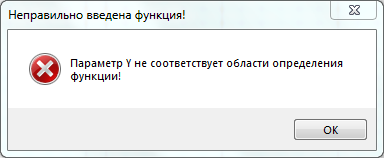 Неправильно введена функция!
Параметр Y не соответствует области определения
функции!
OK